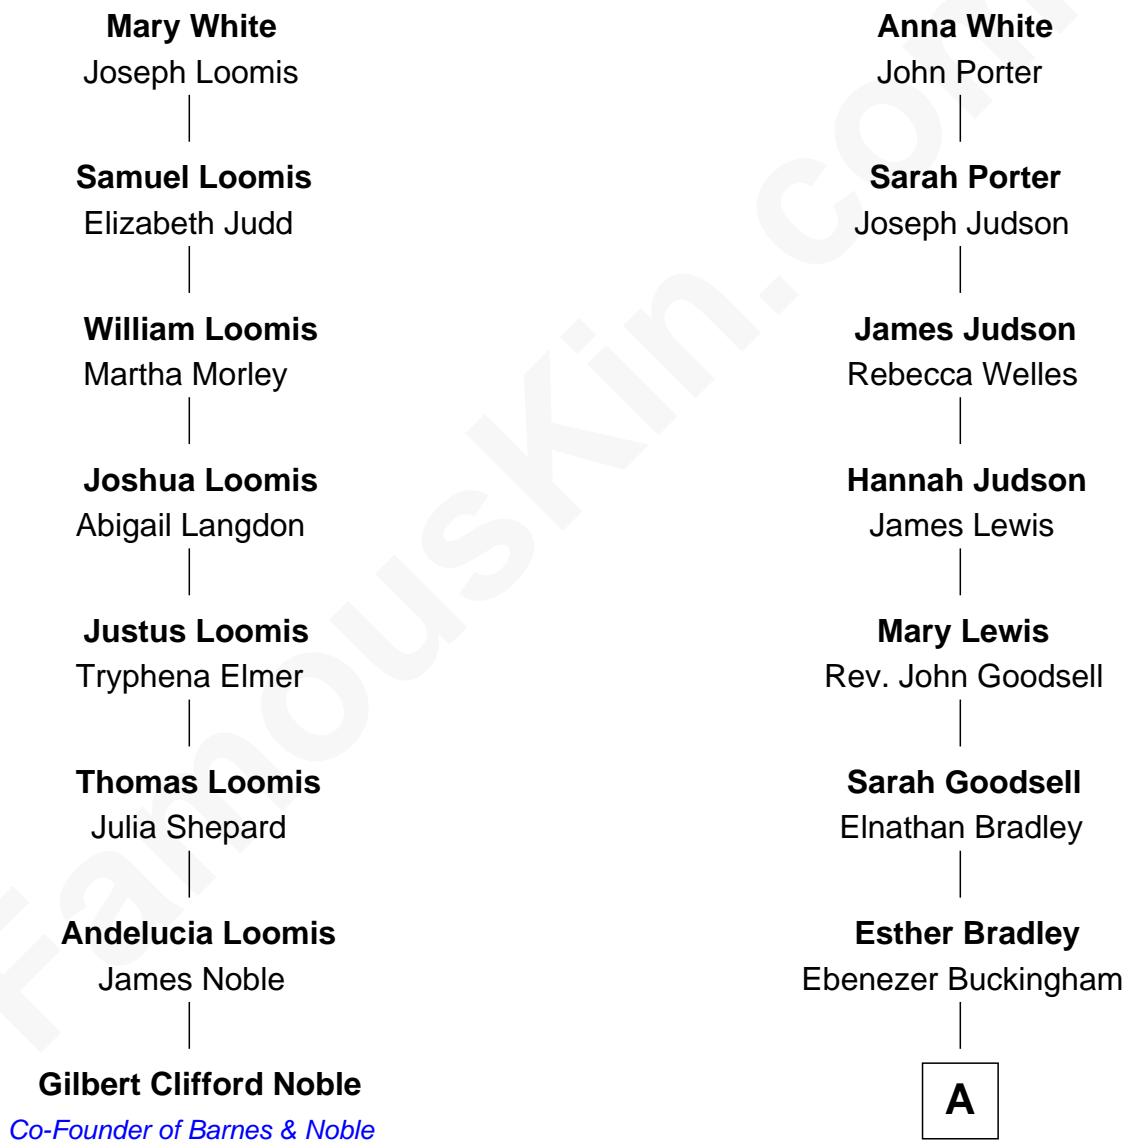 Mary White
Joseph Loomis
Samuel Loomis
Elizabeth Judd
William Loomis
Martha Morley
Joshua Loomis
Abigail Langdon
Justus Loomis
Tryphena Elmer
Thomas Loomis
Julia Shepard
Andelucia Loomis
James Noble
Gilbert Clifford Noble
Co-Founder of Barnes & Noble
Anna White
John Porter
Sarah Porter
Joseph Judson
James Judson
Rebecca Welles
Hannah Judson
James Lewis
Mary Lewis
Rev. John Goodsell
Sarah Goodsell
Elnathan Bradley
Esther Bradley
Ebenezer Buckingham
A
FamousKin.com